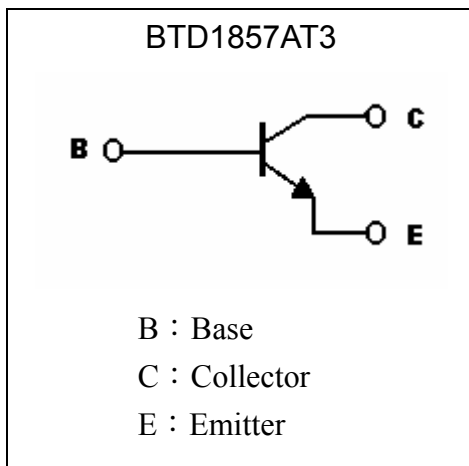 BTD1857AT3
B C
E
B：Base
C：Collector
E：Emitter